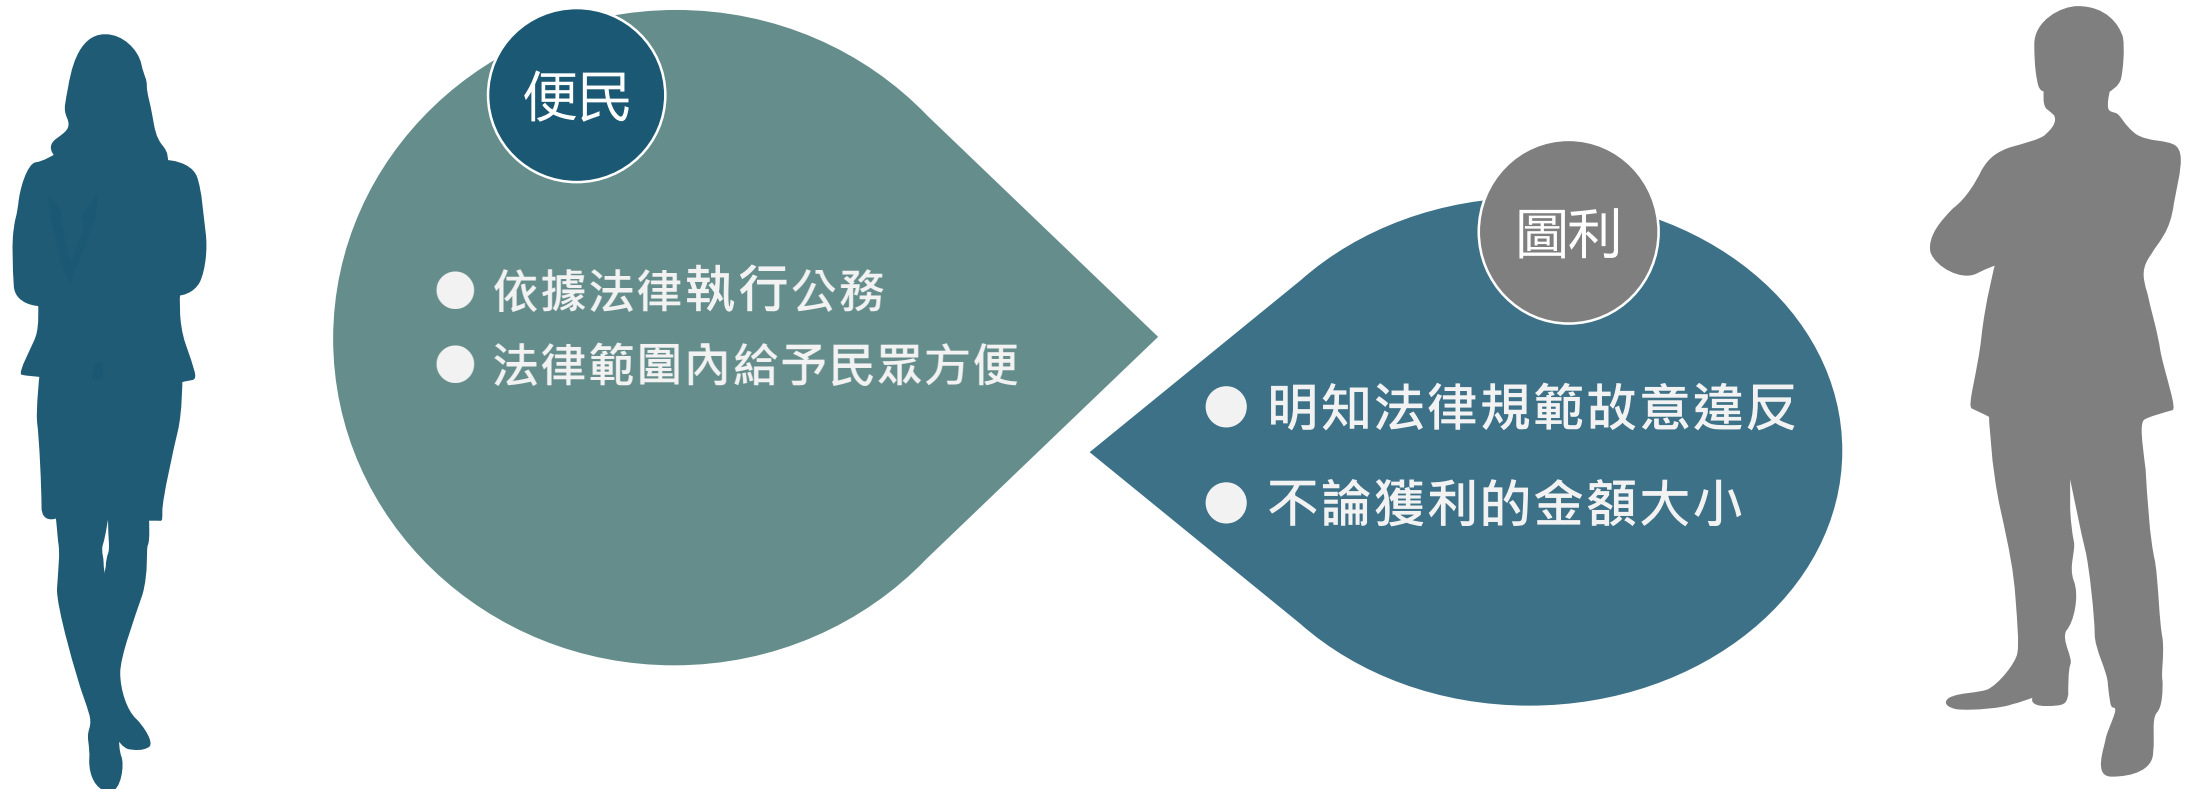 便民
● 依據法律執行公務
● 法律範圍內給予民眾方便
圖利
● 明知法律規範故意違反
● 不論獲利的金額大小